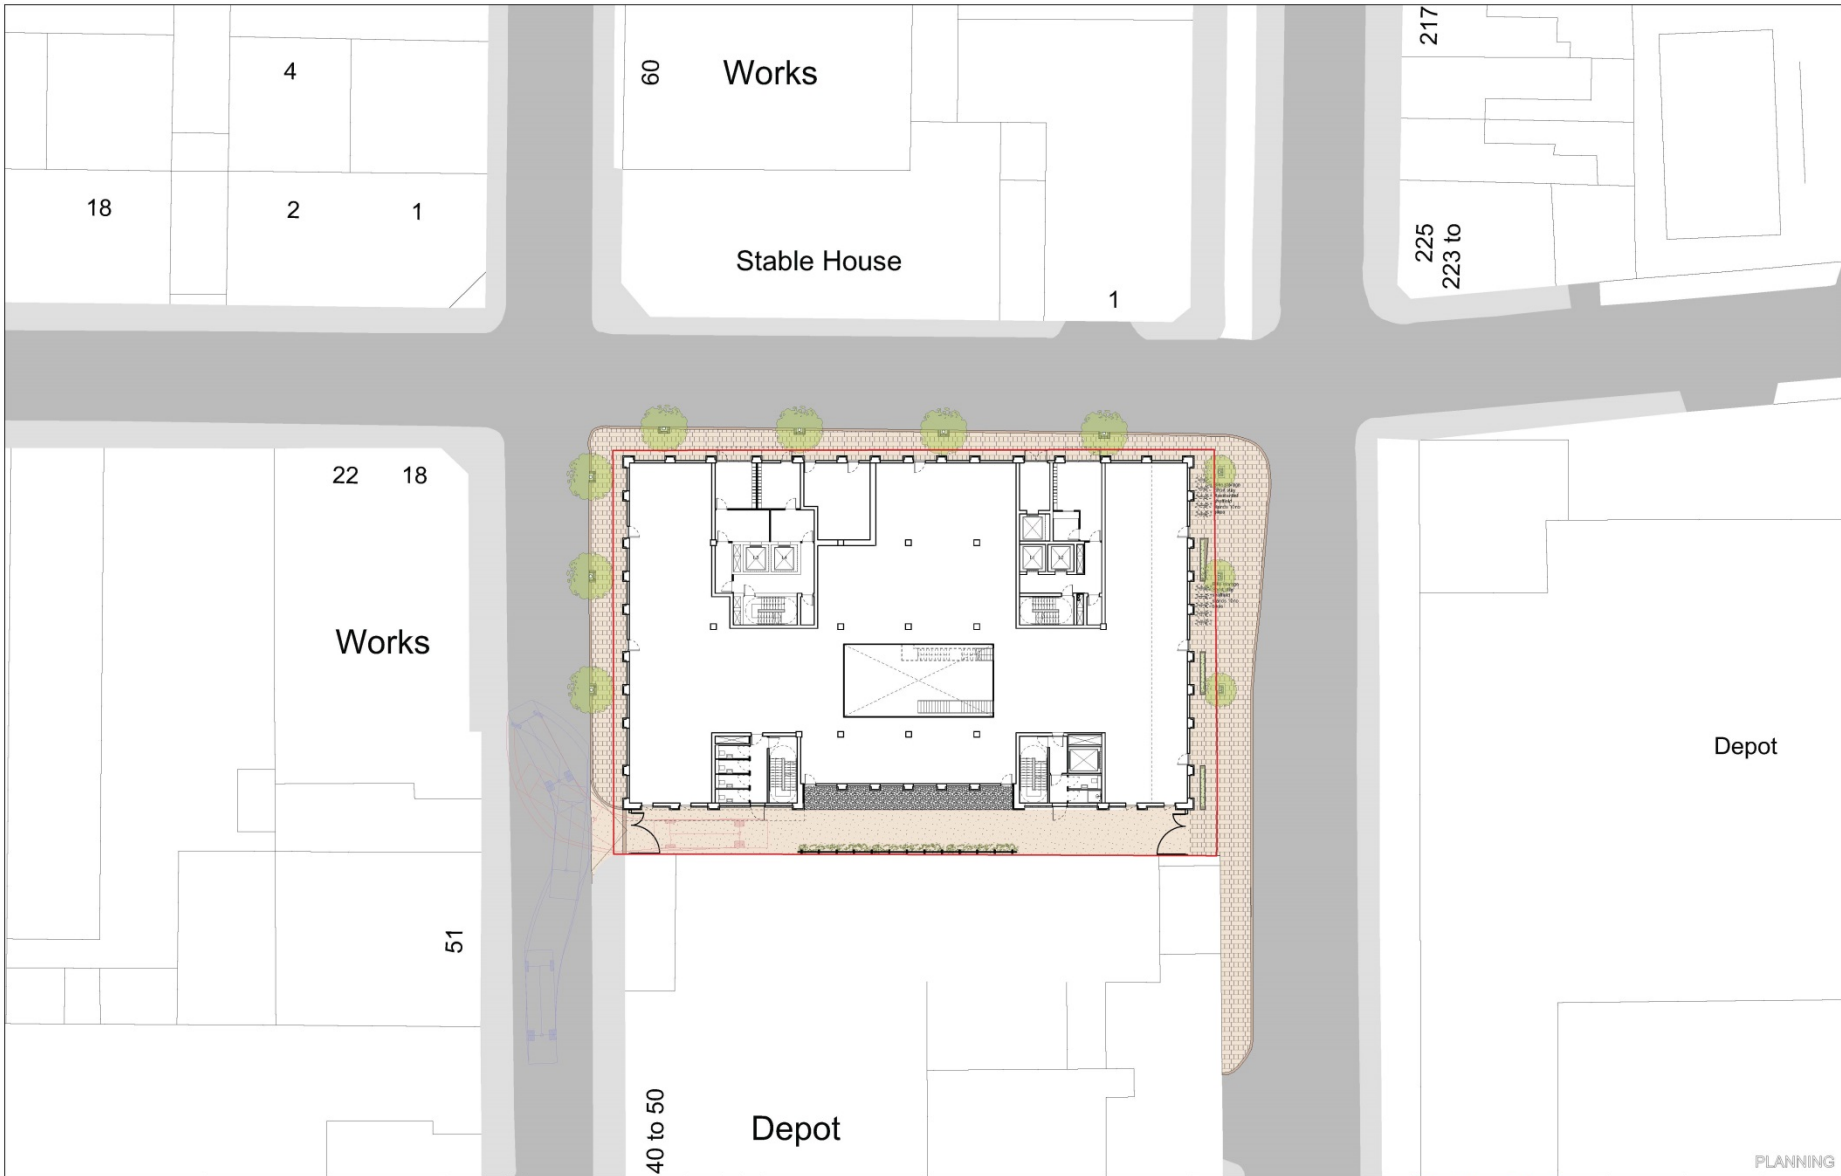 217
4
60
Works
18
2
1
225
223 to
Stable House
1
22
18
Works
Depot
51
40 to 50
Depot
PLANNING